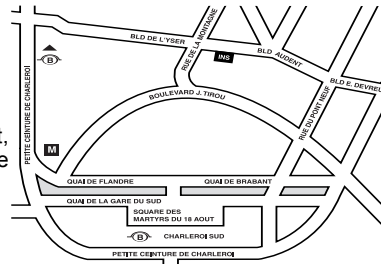 BLD DE L'YSER
RUE DE LA MONTAGNE
INS
BLD AUDENT
BLD E. DEVREU
PETITE CEINTURE DE CHARLEROI
B
BOULEVARD J. TIROU
RUE DU PONT NEUF
t,
e
M
QUAI DE FLANDRE
QUAI DE BRABANT
QUAI DE LA GARE DU SUD
SQUARE DES
MARTYRS DU 18 AOUT
B
CHARLEROI SUD
PETITE CEINTURE DE CHARLEROI